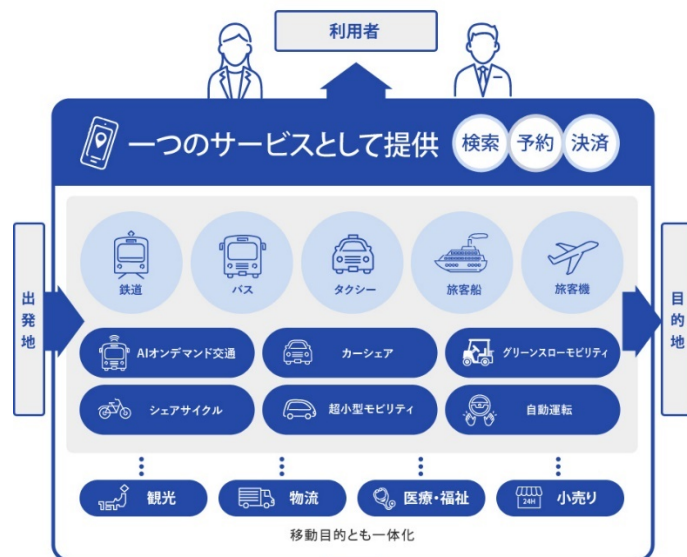 利用者
一つのサービスとして提供 検索 予約 決済
出発地
鉄道 バス タクシー 旅客船 旅客機
目的地
AIオンデマンド交通 カーシェア グリーンスローモビリティ
シェアサイクル 超小型モビリティ 自動運転
観光 物流 医療・福祉 24H 小売り
移動目的とも一体化